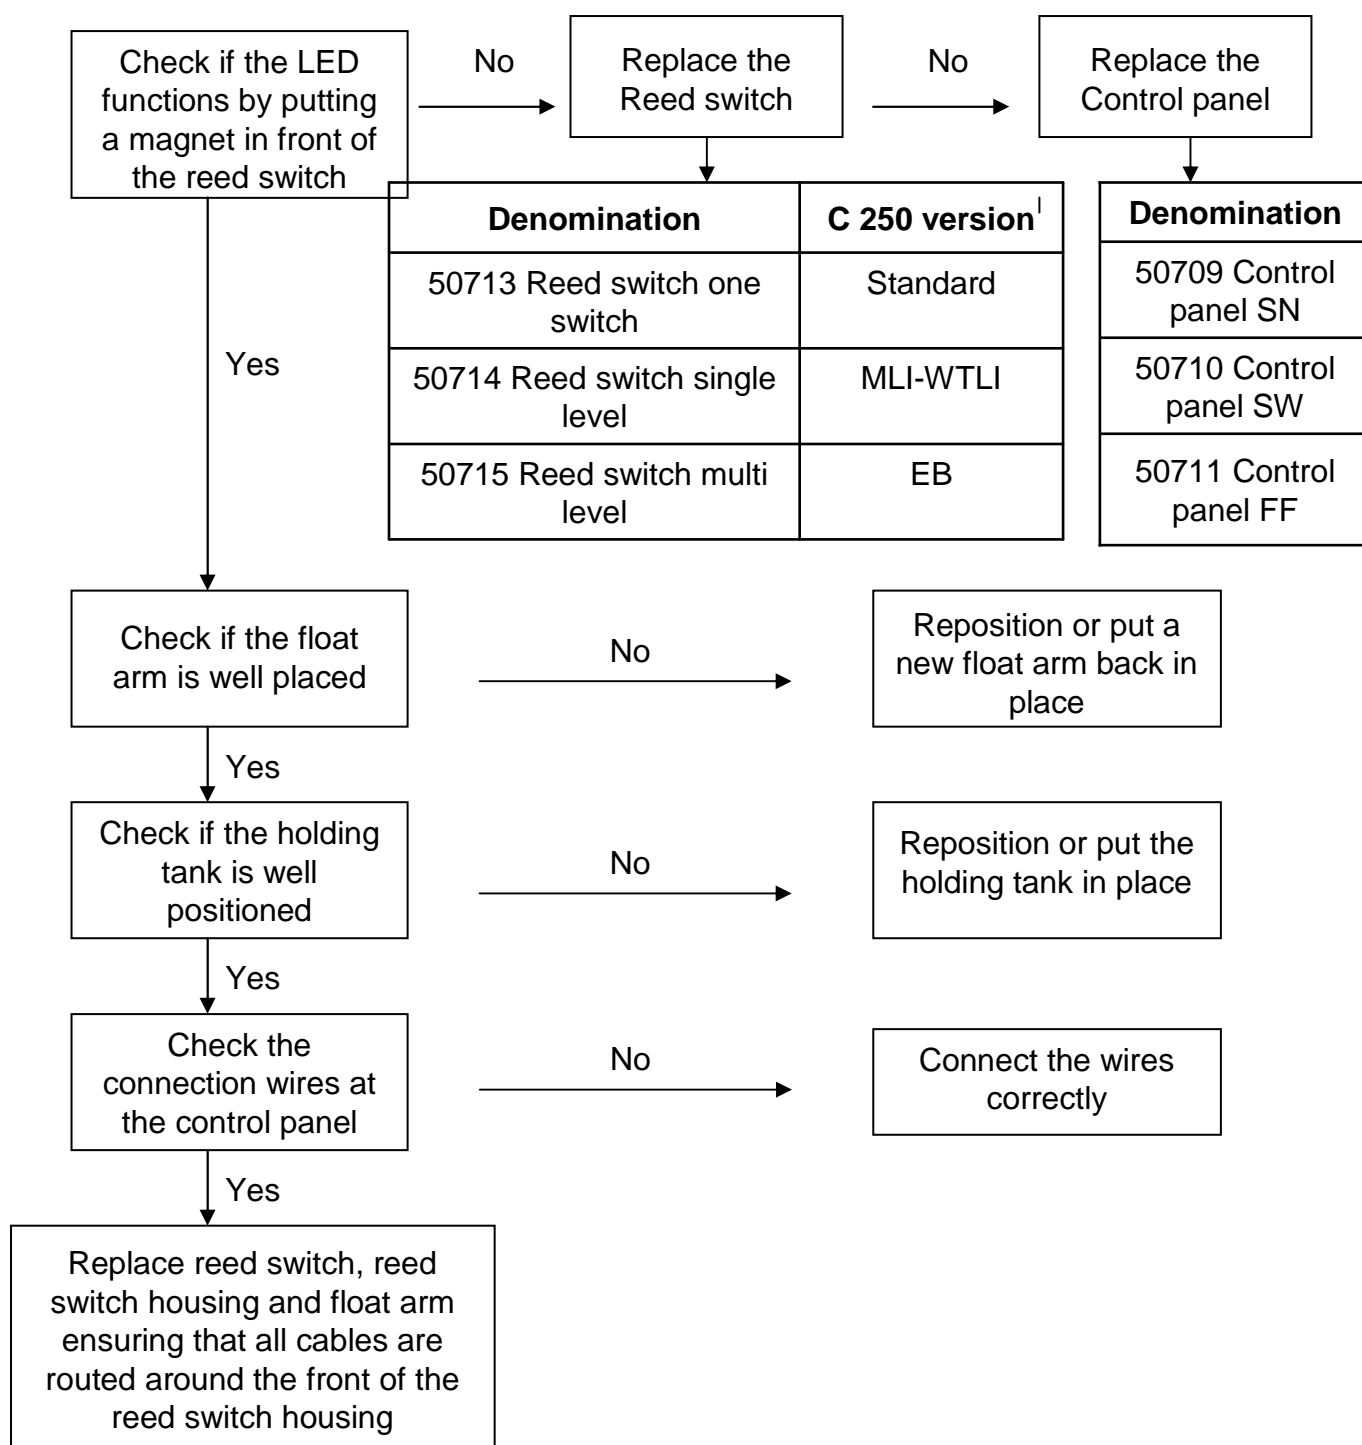 Check if the LED
functions by putting
a magnet in front of
the reed switch
No
Replace the
Reed switch
No
Replace the
Control panel
Denomination
C 250 version
50713 Reed switch one
switch
Standard
50714 Reed switch single
level
MLI-WTLI
50715 Reed switch multi
level
EB
Denomination
50709 Control
panel SN
50710 Control
panel SW
50711 Control
panel FF
Yes
Check if the float
arm is well placed
No
Reposition or put a
new float arm back in
place
Yes
Check if the holding
tank is well
positioned
No
Reposition or put the
holding tank in place
Yes
Check the
connection wires at
the control panel
No
Connect the wires
correctly
Yes
Replace reed switch, reed
switch housing and float arm
ensuring that all cables are
routed around the front of the
reed switch housing